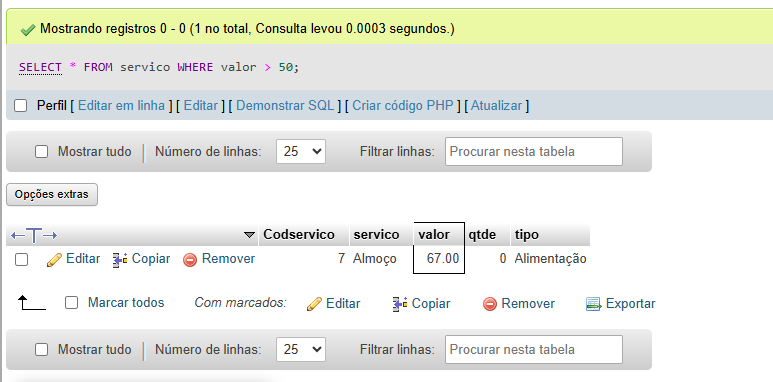 Mostrando registros 0 - 0 (1 no total, Consulta levou 0.0003 segundos.)
SELECT * FROM servico WHERE valor > 50;
Perfil [ Editar em linha ] [ Editar ] [ Demonstrar SQL ] [ Criar código PHP ] [ Atualizar ]
Mostrar tudo | Número de linhas: 25 Filtrar linhas: Procurar nesta tabela
Opções extras
Codservico servico valor qtde tipo
Editar Copiar Remover 7 Almoço 67.00 0 Alimentação
Marcar todos Com marcados: Editar Copiar Remover Exportar
Mostrar tudo | Número de linhas: 25 Filtrar linhas: Procurar nesta tabela